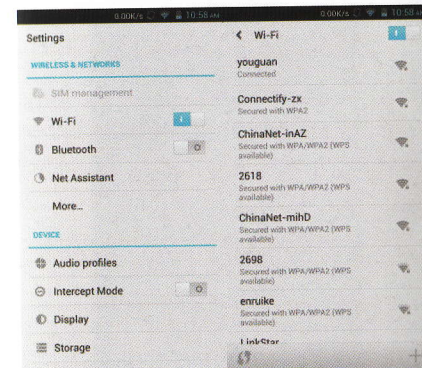 0.00K/s 10:58 AM
Settings
WIRELESS & NETWORKS
SIM management
Wi-Fi
Bluetooth
Net Assistant
More...
DEVICE
Audio profiles
Intercept Mode
Display
Storage
0.00K/s 10:58 AM
Wi-Fi
youguan
Connected
Connectify-zx
Secured with WPA2
ChinaNet-inAZ
Secured with WPA/WPA2 (WPS
available)
2618
Secured with WPA/WPA2 (WPS
available)
ChinaNet-mihD
Secured with WPA/WPA2 (WPS
available)
2698
Secured with WPA/WPA2 (WPS
available)
enruike
Secured with WPA/WPA2 (WPS
available)
LinkStar